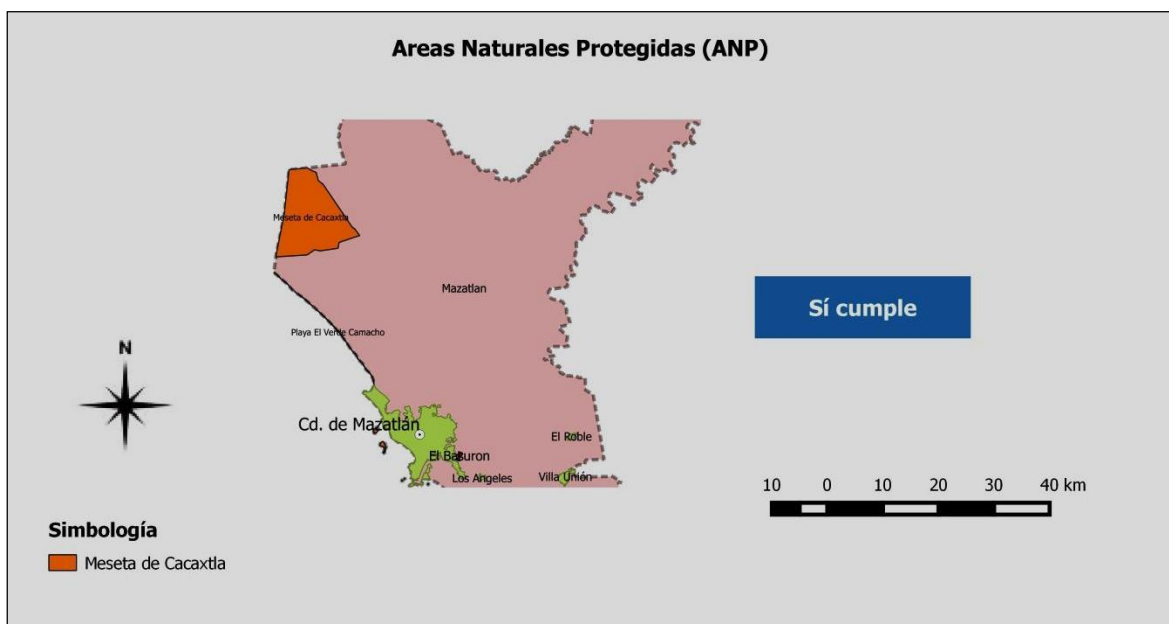 Areas Naturales Protegidas (ANP)
Meseta de Cacaxtla
Mazatlan
Sí cumple
Playa El Verde Camacho
N
Cd. de Mazatlán
El Roble
El Basuron
Los Angeles
Villa Unión
10 0 10 20 30 40 km
Simbología
Meseta de Cacaxtla